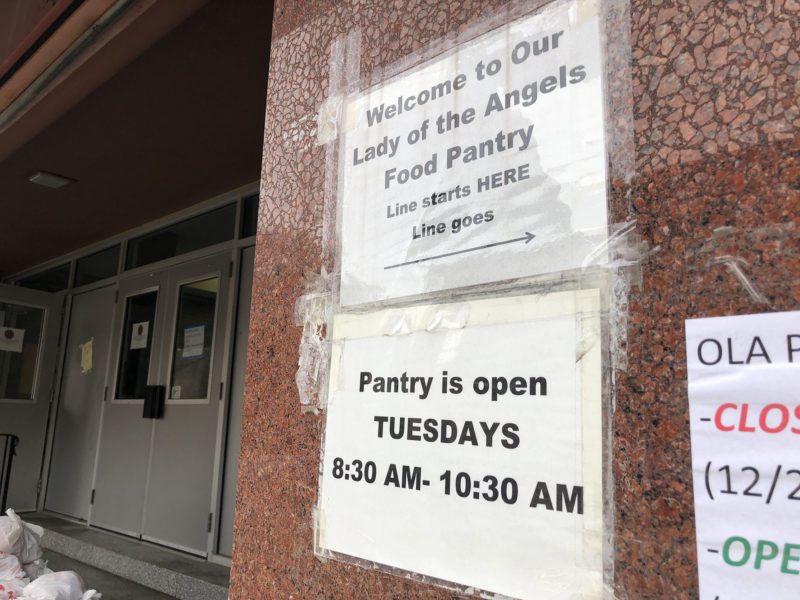 Welcome to Our
Lady of the Angels
Food Pantry
Line starts HERE
Line goes
Pantry is open
TUESDAYS
8:30 AM- 10:30 AM
OLA P
-CLOS
(12/2
-OPE